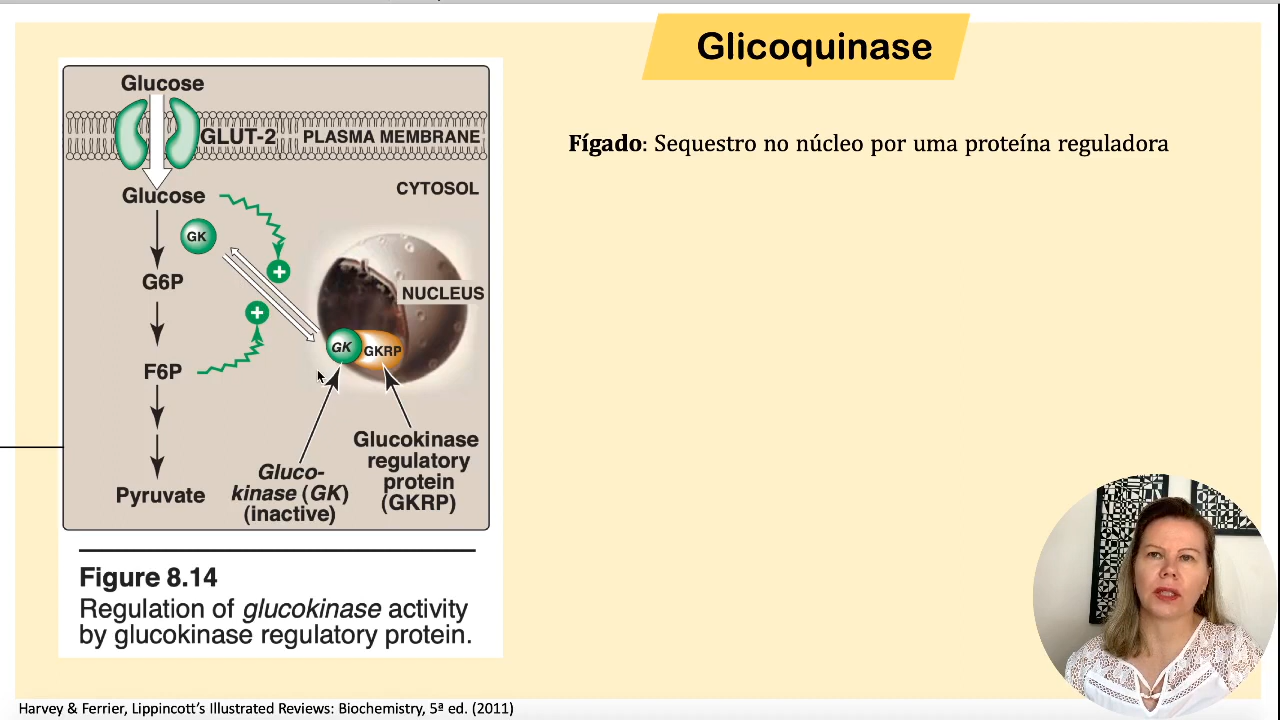 Glicoquinase
Glucose
GLUT-2
PLASMA MEMBRANE
CYTOSOL
Glucose
GK
+
G6P
NUCLEUS
+
GK
GKRP
F6P
Glucokinase
regulatory
protein
(GKRP)
Gluco-
kinase (GK)
(inactive)
Pyruvate
Figure 8.14
Regulation of glucokinase activity
by glucokinase regulatory protein.
Fígado: Sequestro no núcleo por uma proteína reguladora
Harvey & Ferrier, Lippincott’s Illustrated Reviews: Biochemistry, 5ª ed. (2011)